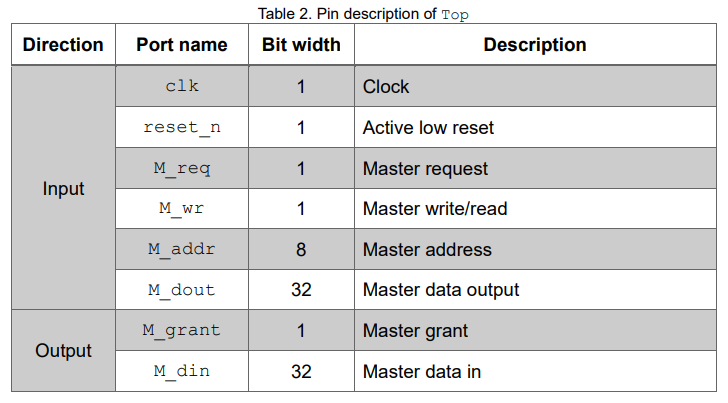 Table 2. Pin description of Top
Direction Port name Bit width Description
Input
clk 1 Clock
reset_n 1 Active low reset
M_req 1 Master request
M_wr 1 Master write/read
M_addr 8 Master address
M_dout 32 Master data output
Output
M_grant 1 Master grant
M_din 32 Master data in